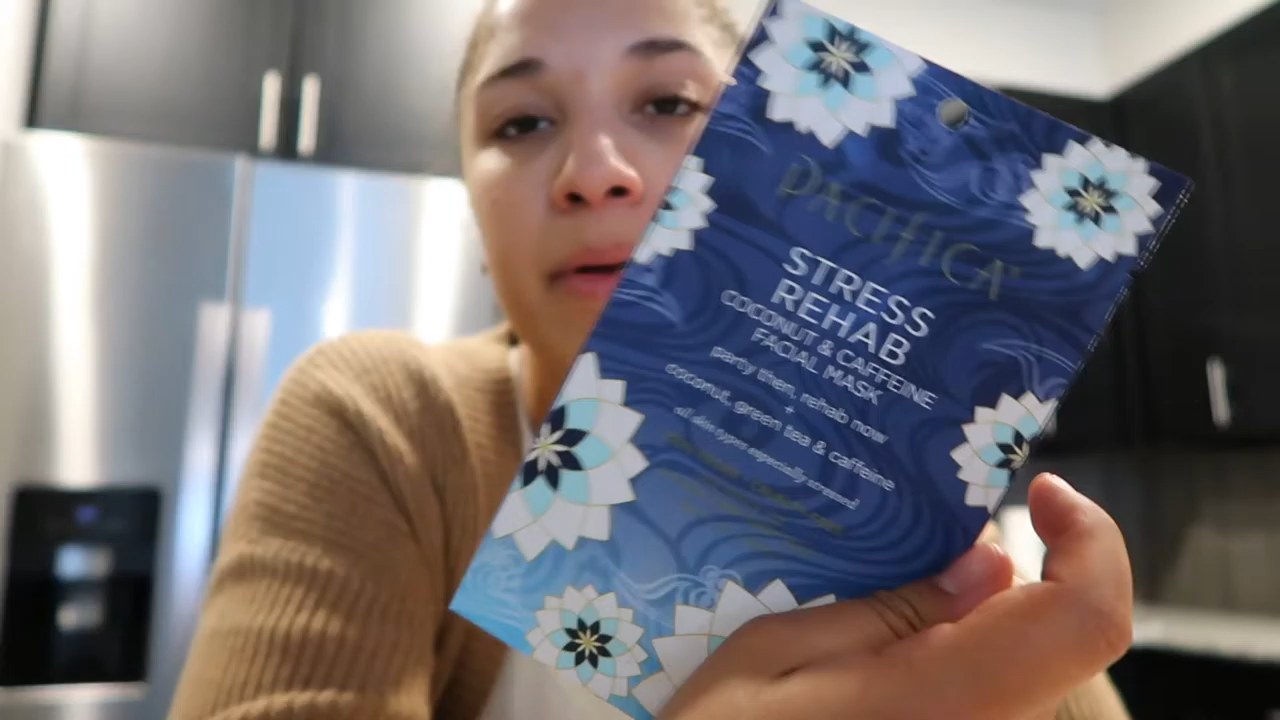 PACIFICA
STRESS
REHAB
COCONUT & CAFFEINE
FACIAL MASK
party then, rehab now
+
coconut, green tea & caffeine
all skin types especially stressed